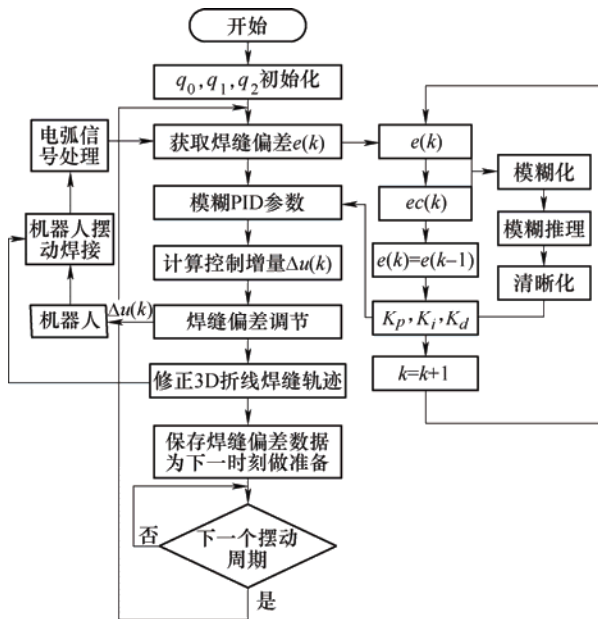 开始
q₀,q₁,q₂初始化
电弧信
号处理
获取焊缝偏差e(k)
e(k)
模糊化
模糊PID参数
ec(k)
机器人摆
动焊接
模糊推理
计算控制增量Δu(k)
e(k)=e(k−1)
清晰化
Δu(k)
机器人
焊缝偏差调节
Kp,Ki,Kd
修正3D折线焊缝轨迹
k=k+1
保存焊缝偏差数据
为下一时刻做准备
否
下一个摆动
周期
是